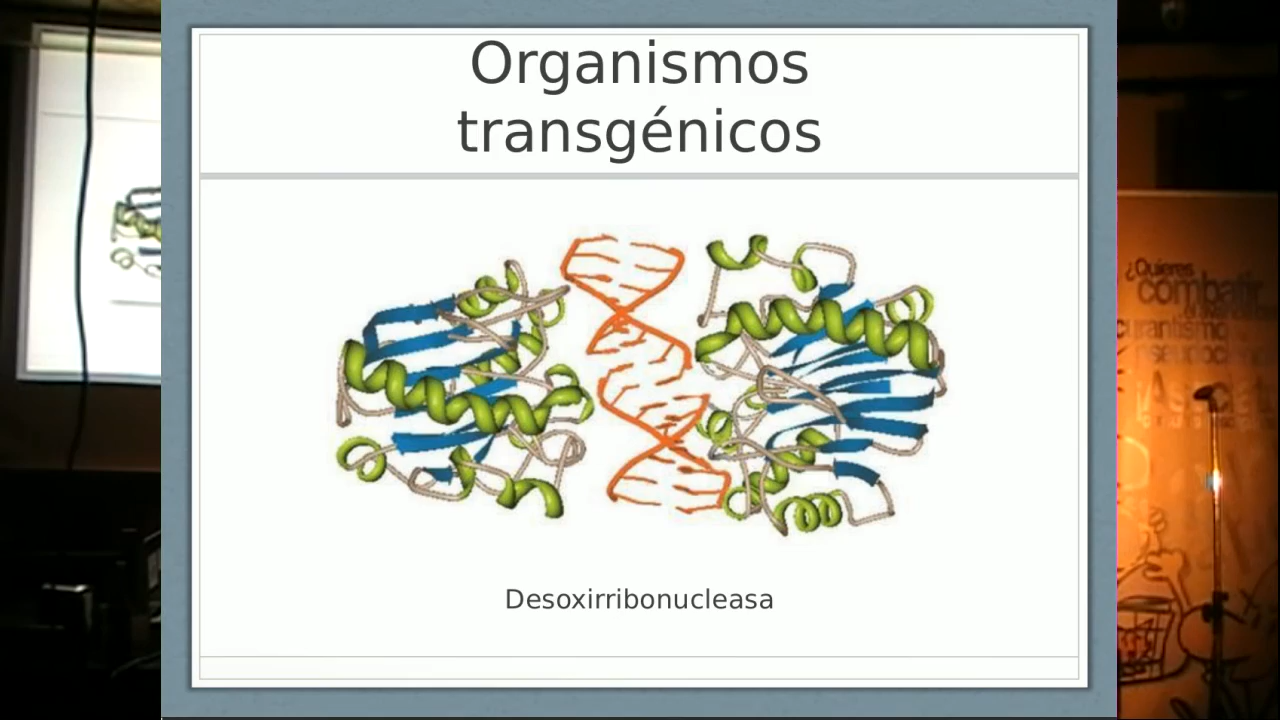 Organismos
transgénicos
Desoxirribonucleasa
¿Quieres
combatir